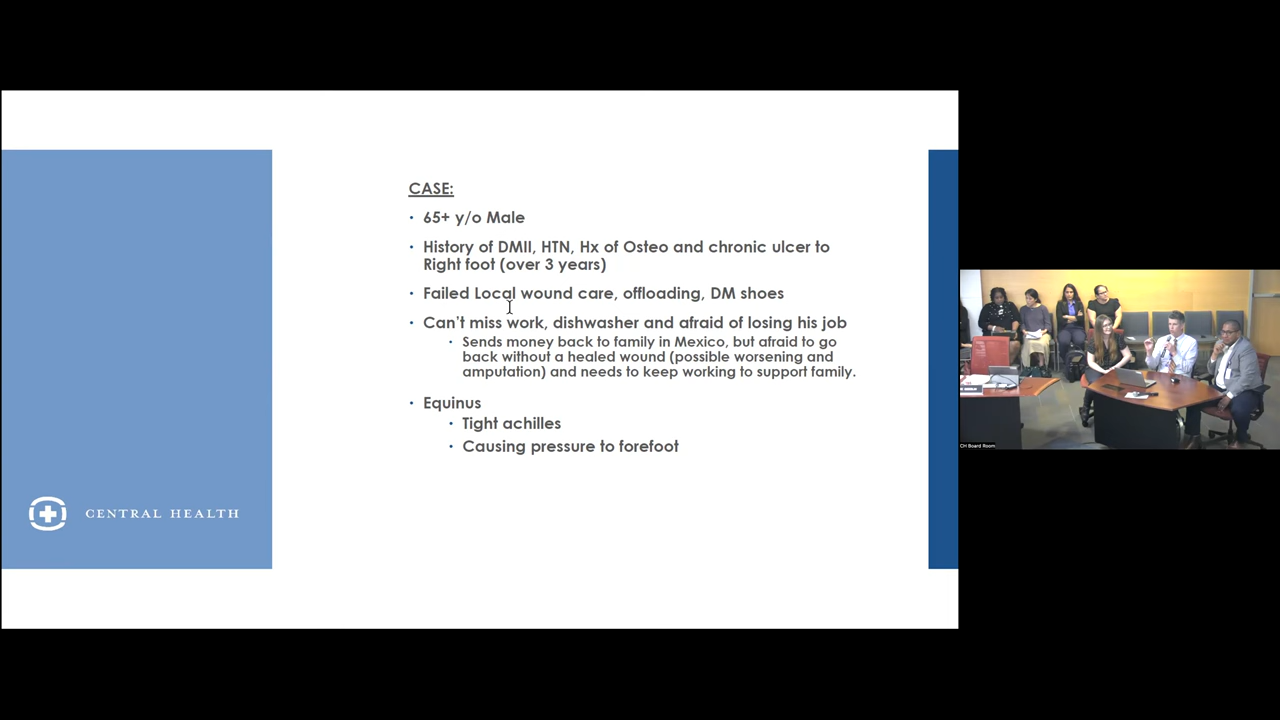 CASE:
• 65+ y/o Male
• History of DMII, HTN, Hx of Osteo and chronic ulcer to
Right foot (over 3 years)
• Failed Local wound care, offloading, DM shoes
• Can't miss work, dishwasher and afraid of losing his job
• Sends money back to family in Mexico, but afraid to go
back without a healed wound (possible worsening and
amputation) and needs to keep working to support family.
• Equinus
• Tight achilles
• Causing pressure to forefoot
CENTRAL HEALTH
CH Board Room